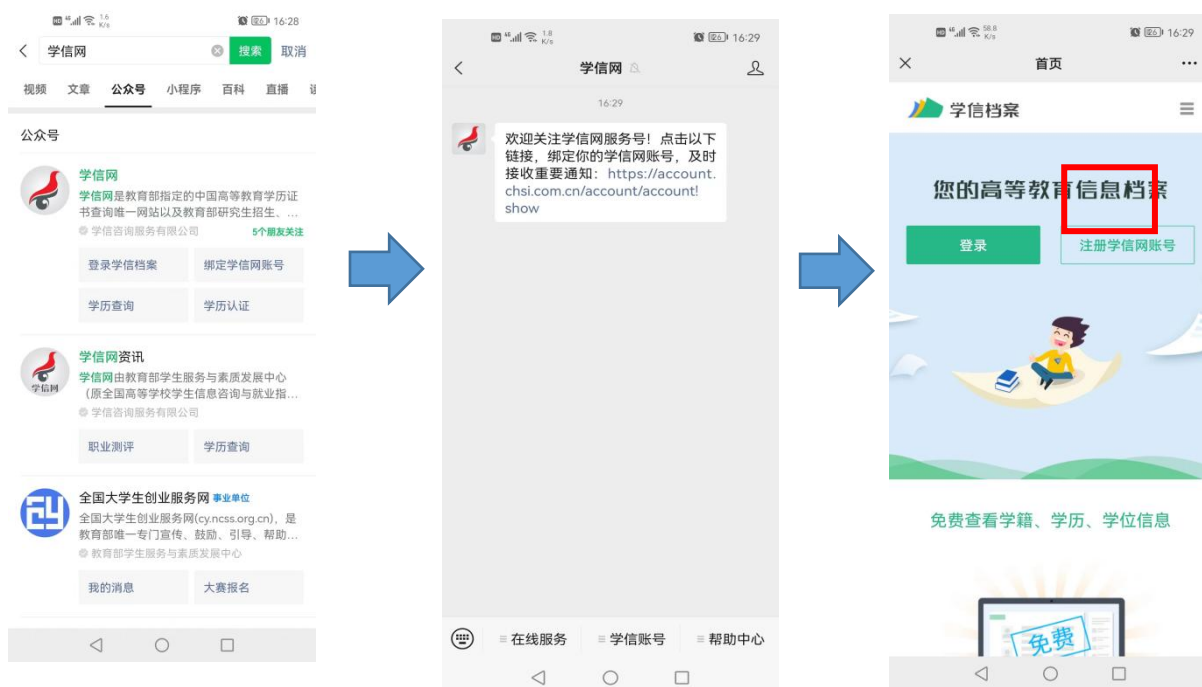 1.6
K/s
16:28
学信网
搜索
取消
视频
文章
公众号
小程序
百科
直播
公众号
学信网
学信网是教育部指定的中国高等教育学历证
书查询唯一网站以及教育部研究生招生、...
学信咨询服务有限公司
5个朋友关注
登录学信档案
绑定学信网账号
学历查询
学历认证
学信网
学信网资讯
学信网由教育部学生服务与素质发展中心
（原全国高等学校学生信息咨询与就业指...
学信咨询服务有限公司
职业测评
学历查询
全国大学生创业服务网 事业单位
全国大学生创业服务网(cy.ncss.org.cn)，是
教育部唯一专门宣传、鼓励、引导、帮助...
教育部学生服务与素质发展中心
我的消息
大赛报名
1.8
K/s
16:29
学信网
16:29
欢迎关注学信网服务号！点击以下
链接，绑定你的学信网账号，及时
接收重要通知：https://account.
chsi.com.cn/account/account!
show
在线服务
学信账号
帮助中心
58.8
K/s
16:29
首页
学信档案
您的高等教育信息档案
登录
注册学信网账号
免费查看学籍、学历、学位信息
免费